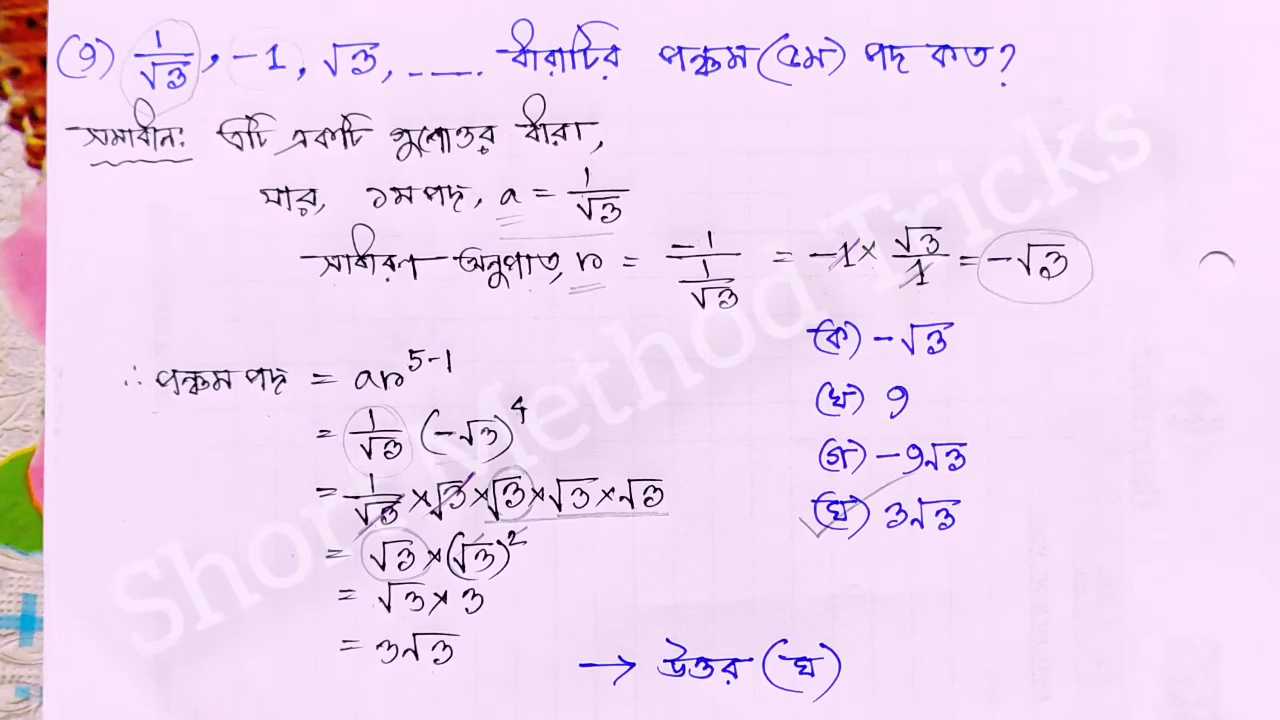 (9) 1/√3, -1, √3, ..... ধারাটির পঞ্চম (৫ম) পদ কত?
সমাধান: এটি একটি গুণোত্তর ধারা,
যার, ১ম পদ, a = 1/√3
সাধারণ অনুপাত, r = -1/(1/√3) = -1 × √3/1 = -√3
(ক) -√3
∴ পঞ্চম পদ = ar^(5-1)
(খ) 9
= 1/√3 (-√3)^4
(গ) -9√3
= 1/√3 × √3 × √3 × √3 × √3
(ঘ) 3√3
= √3 × (√3)^2
= √3 × 3
= 3√3
→ উত্তর (ঘ)
Short Method Tricks